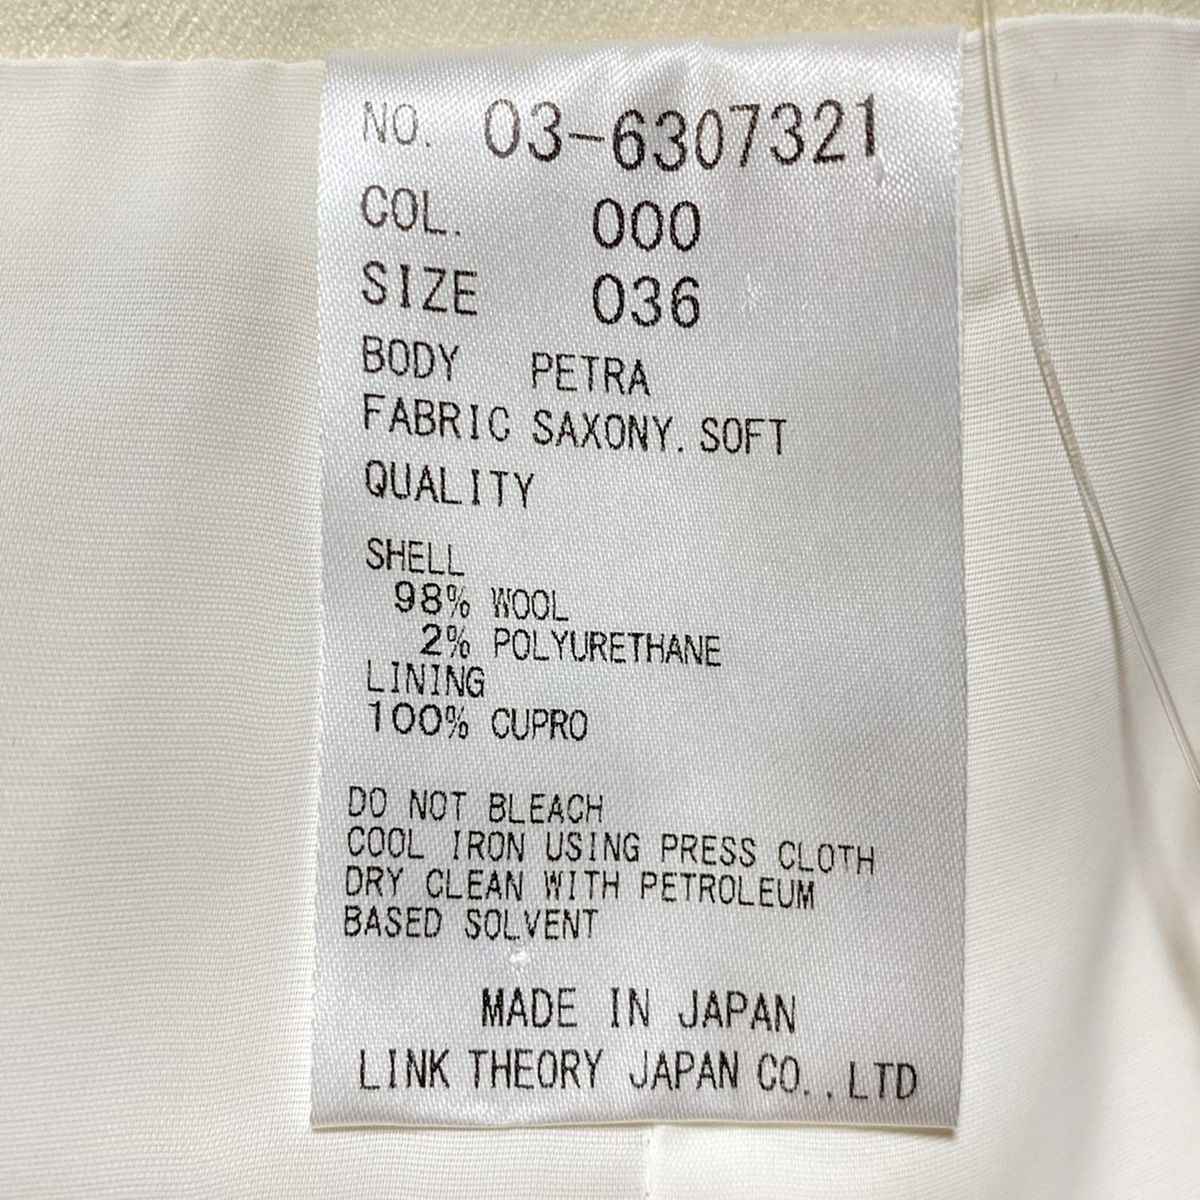 NO. 03-6307321
COL. 000
SIZE 036
BODY PETRA
FABRIC SAXONY.SOFT
QUALITY
SHELL
98% WOOL
2% POLYURETHANE
LINING
100% CUPRO
DO NOT BLEACH
COOL IRON USING PRESS CLOTH
DRY CLEAN WITH PETROLEUM
BASED SOLVENT
MADE IN JAPAN
LINK THEORY JAPAN CO.,LTD